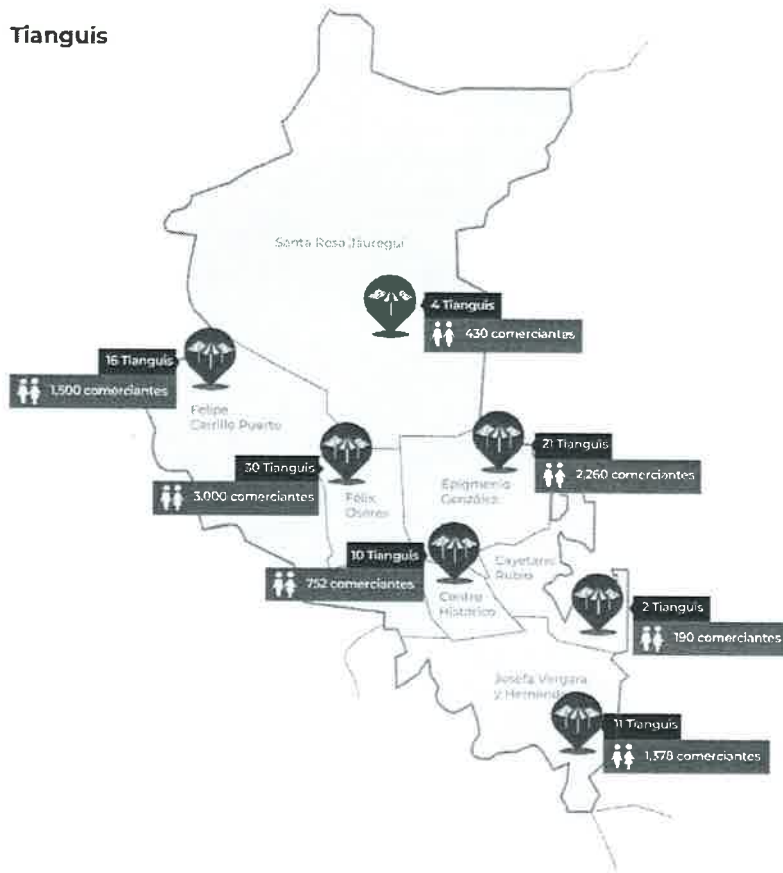 Tianguis
Santa Rosa Jáuregui
4 Tianguis
430 comerciantes
16 Tianguis
1,500 comerciantes
Felipe
Carrillo Puerto
30 Tianguis
3,000 comerciantes
Félix
Osores
21 Tianguis
2,260 comerciantes
Epigmenio
González
10 Tianguis
752 comerciantes
Centro
Histórico
Cayetano
Rubio
2 Tianguis
190 comerciantes
Josefa Vergara
y Hernández
11 Tianguis
1,378 comerciantes